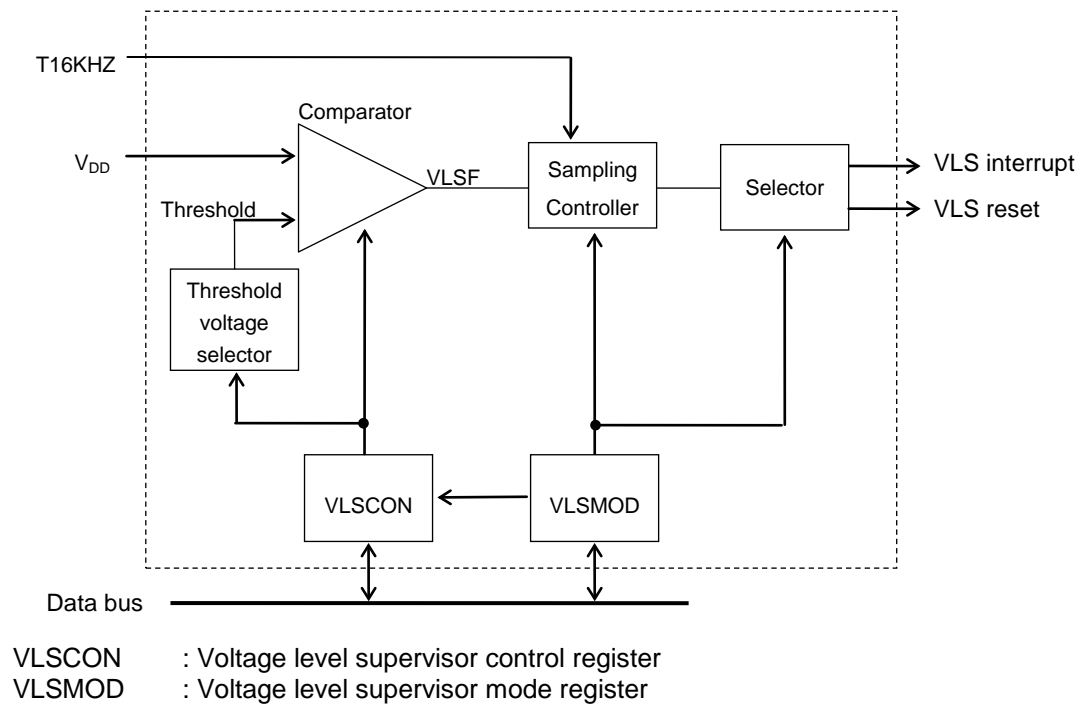 T16KHZ
Comparator
V_DD
VLSF
Sampling
Controller
Selector
VLS interrupt
VLS reset
Threshold
Threshold
voltage
selector
VLSCON
VLSMOD
Data bus
VLSCON : Voltage level supervisor control register
VLSMOD : Voltage level supervisor mode register